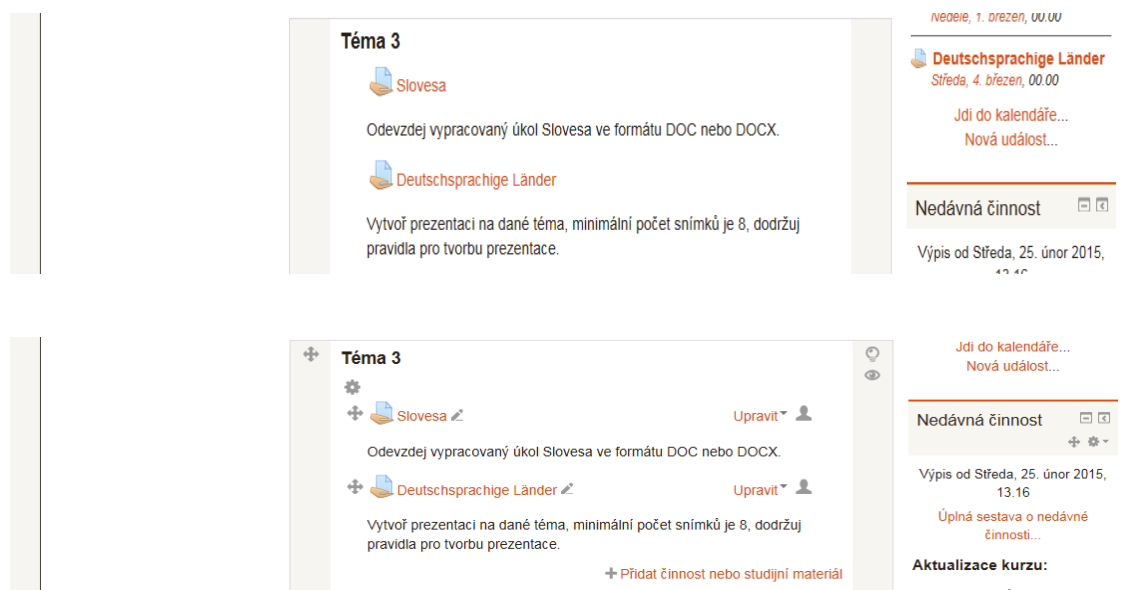 Téma 3
Slovesa
Odevzdej vypracovaný úkol Slovesa ve formátu DOC nebo DOCX.
Deutschsprachige Länder
Vytvoř prezentaci na dané téma, minimální počet snímků je 8, dodržuj
pravidla pro tvorbu prezentace.
Neděle, 1. březen, 00.00
Deutschsprachige Länder
Středa, 4. březen, 00.00
Jdi do kalendáře...
Nová událost...
Nedávná činnost
Výpis od Středa, 25. únor 2015,
13.16
Téma 3
Slovesa Upravit
Odevzdej vypracovaný úkol Slovesa ve formátu DOC nebo DOCX.
Deutschsprachige Länder Upravit
Vytvoř prezentaci na dané téma, minimální počet snímků je 8, dodržuj
pravidla pro tvorbu prezentace.
Přidat činnost nebo studijní materiál
Jdi do kalendáře...
Nová událost...
Nedávná činnost
Výpis od Středa, 25. únor 2015,
13.16
Úplná sestava o nedávné
činnosti...
Aktualizace kurzu: